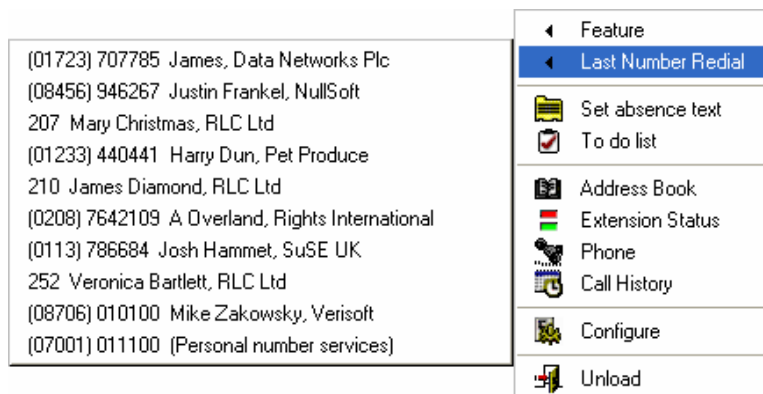 (01723) 707785 James, Data Networks Plc
(08456) 946267 Justin Frankel, NullSoft
207 Mary Christmas, RLC Ltd
(01233) 440441 Harry Dun, Pet Produce
210 James Diamond, RLC Ltd
(0208) 7642109 A Overland, Rights International
(0113) 786684 Josh Hammet, SuSE UK
252 Veronica Bartlett, RLC Ltd
(08706) 010100 Mike Zakowsky, Verisoft
(07001) 011100 (Personal number services)
Feature
Last Number Redial
Set absence text
To do list
Address Book
Extension Status
Phone
Call History
Configure
Unload